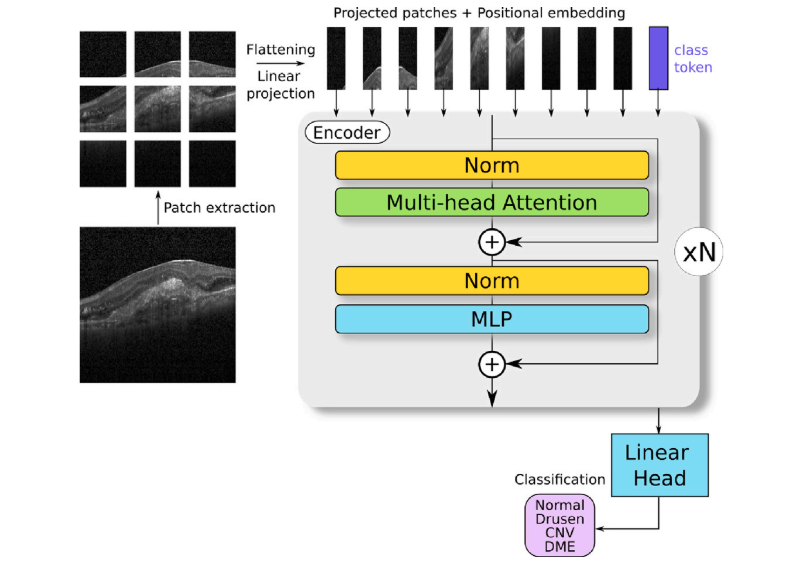 Projected patches + Positional embedding
Flattening
Linear
projection
class
token
Encoder
Norm
Multi-head Attention
+
Patch extraction
xN
Norm
MLP
+
Linear
Head
Classification
Normal
Drusen
CNV
DME